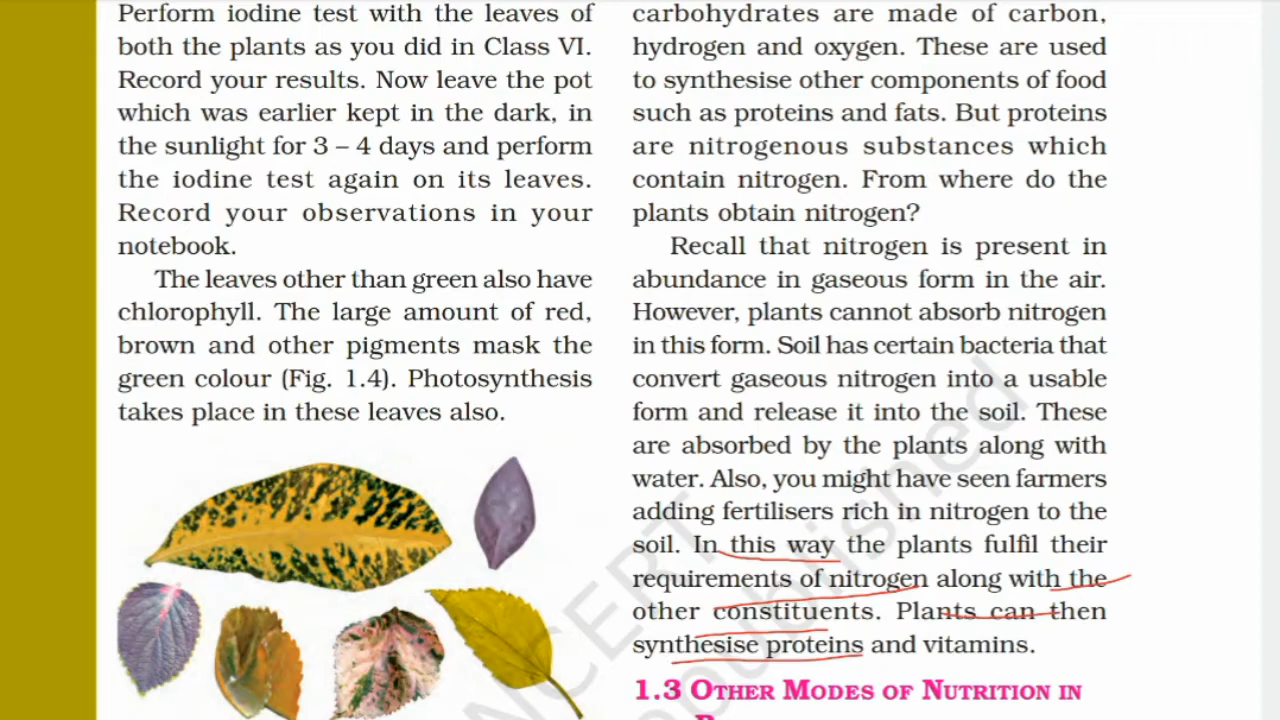 Perform iodine test with the leaves of
both the plants as you did in Class VI.
Record your results. Now leave the pot
which was earlier kept in the dark, in
the sunlight for 3 – 4 days and perform
the iodine test again on its leaves.
Record your observations in your
notebook.
The leaves other than green also have
chlorophyll. The large amount of red,
brown and other pigments mask the
green colour (Fig. 1.4). Photosynthesis
takes place in these leaves also.
carbohydrates are made of carbon,
hydrogen and oxygen. These are used
to synthesise other components of food
such as proteins and fats. But proteins
are nitrogenous substances which
contain nitrogen. From where do the
plants obtain nitrogen?
Recall that nitrogen is present in
abundance in gaseous form in the air.
However, plants cannot absorb nitrogen
in this form. Soil has certain bacteria that
convert gaseous nitrogen into a usable
form and release it into the soil. These
are absorbed by the plants along with
water. Also, you might have seen farmers
adding fertilisers rich in nitrogen to the
soil. In this way the plants fulfil their
requirements of nitrogen along with the
other constituents. Plants can then
synthesise proteins and vitamins.
1.3 OTHER MODES OF NUTRITION IN
NCERT
republished